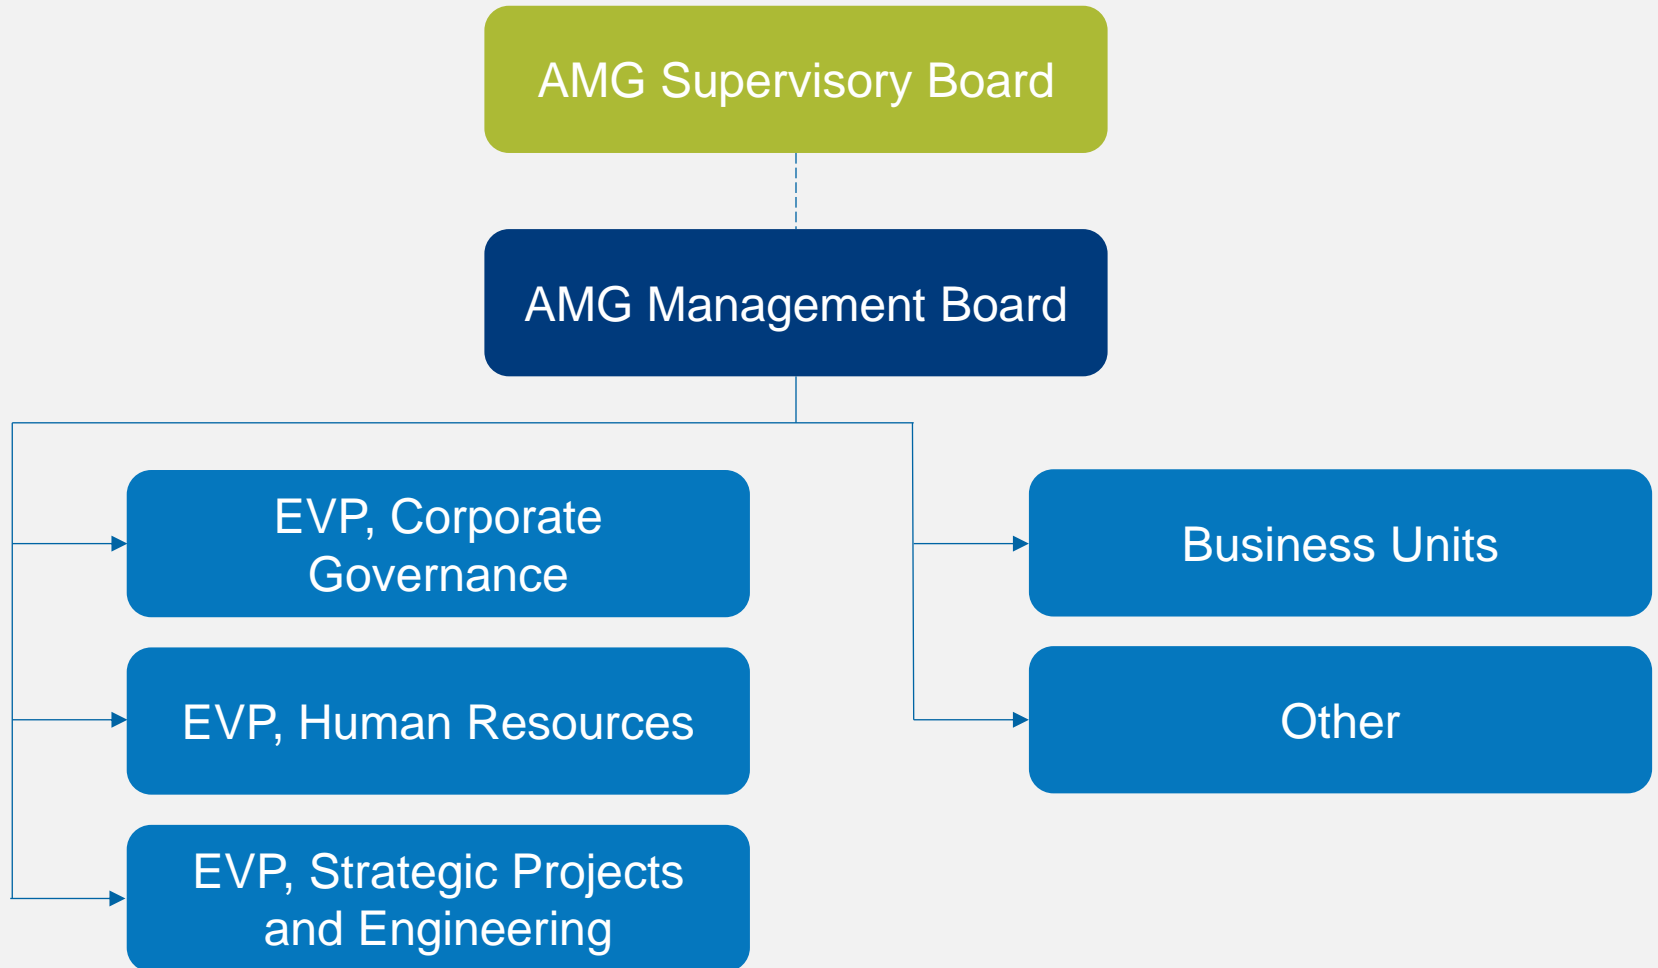 AMG Supervisory Board
AMG Management Board
EVP, Corporate
Governance
EVP, Human Resources
EVP, Strategic Projects
and Engineering
Business Units
Other